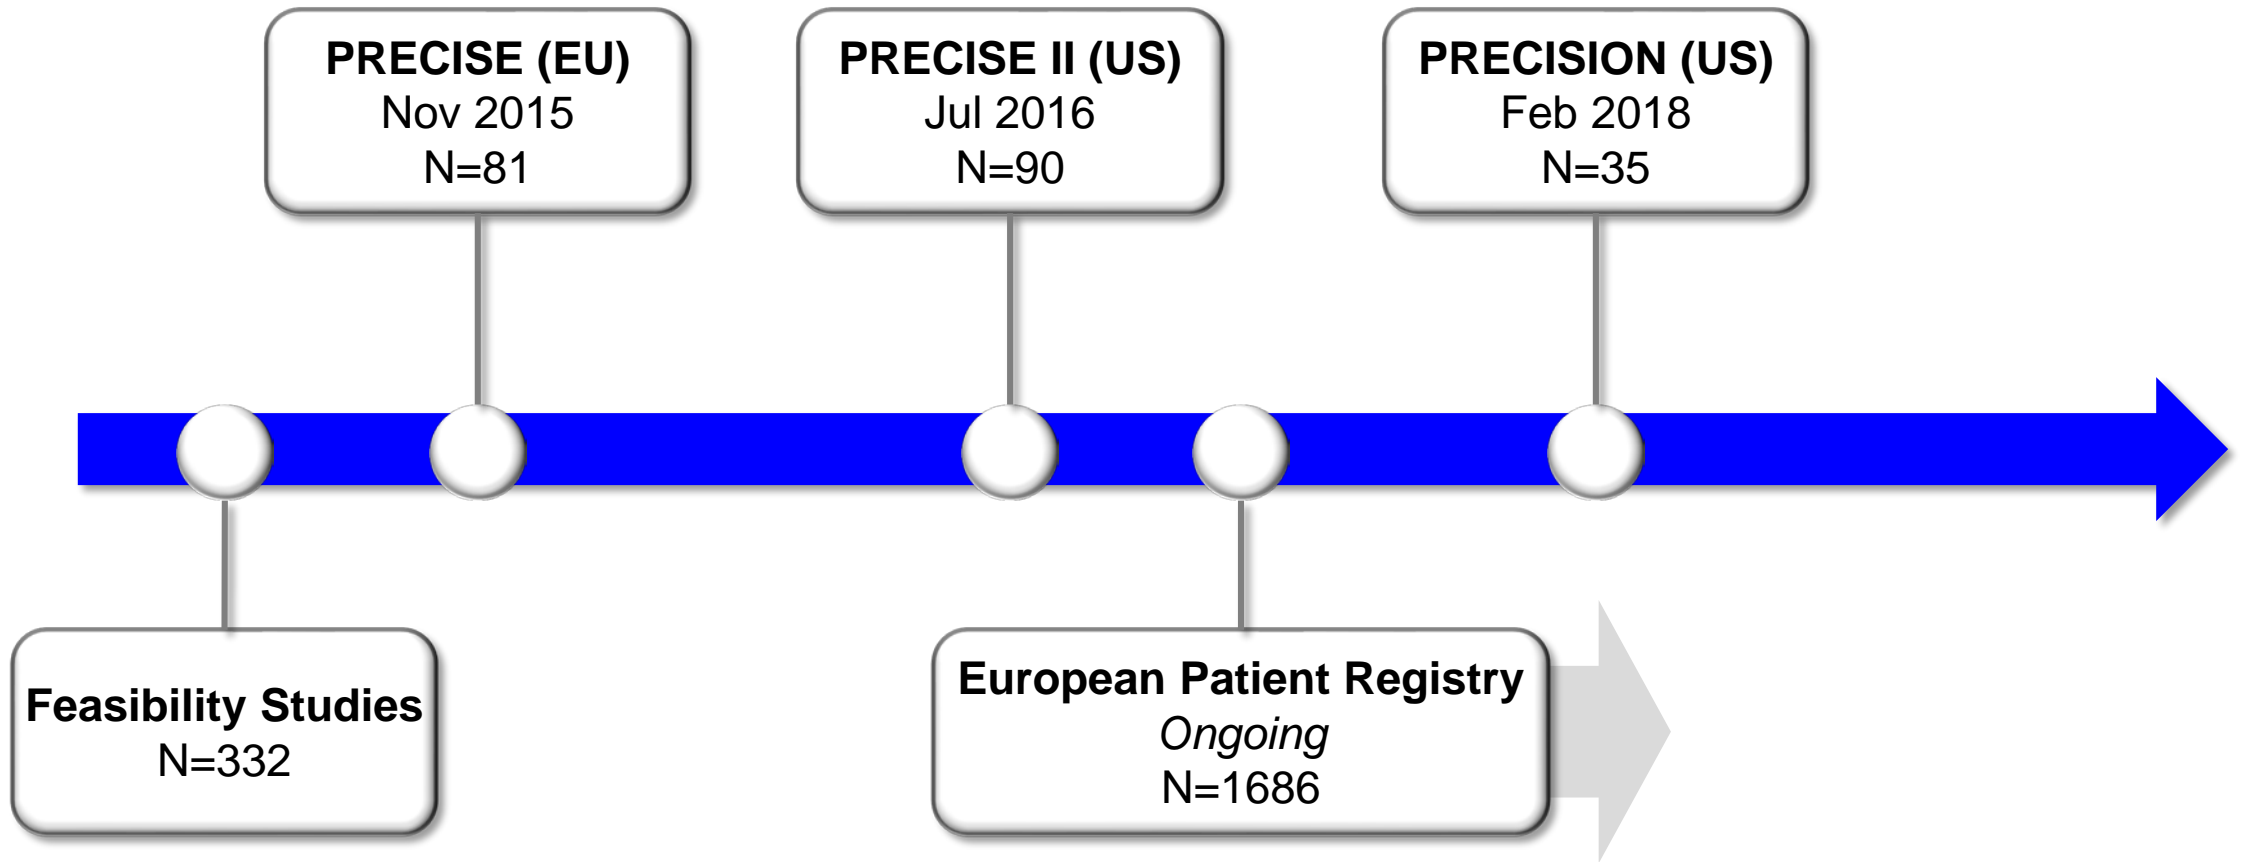 PRECISE (EU)
Nov 2015
N=81
PRECISE II (US)
Jul 2016
N=90
PRECISION (US)
Feb 2018
N=35
Feasibility Studies
N=332
European Patient Registry
Ongoing
N=1686